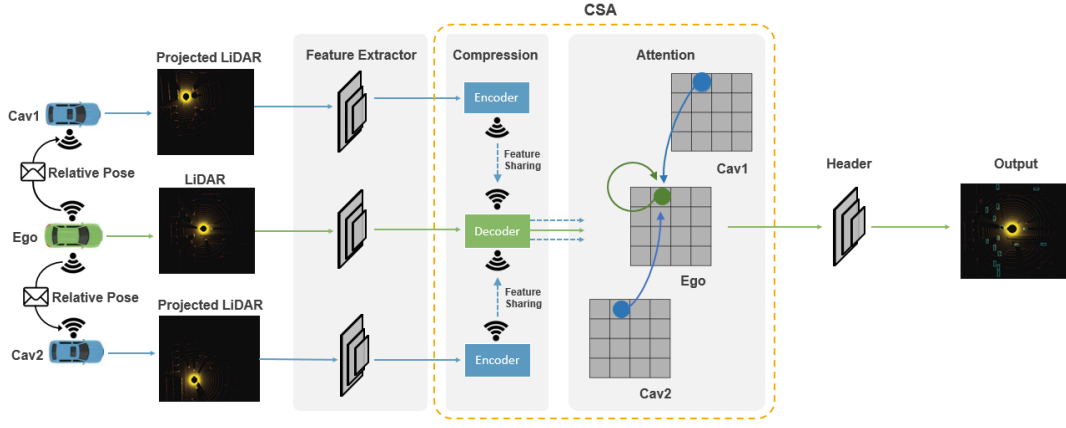 CSA
Projected LiDAR
Feature Extractor
Compression
Attention
Cav1
Encoder
Relative Pose
Feature
Sharing
Cav1
LiDAR
Header
Output
Ego
Decoder
Ego
Relative Pose
Feature
Sharing
Projected LiDAR
Cav2
Encoder
Cav2